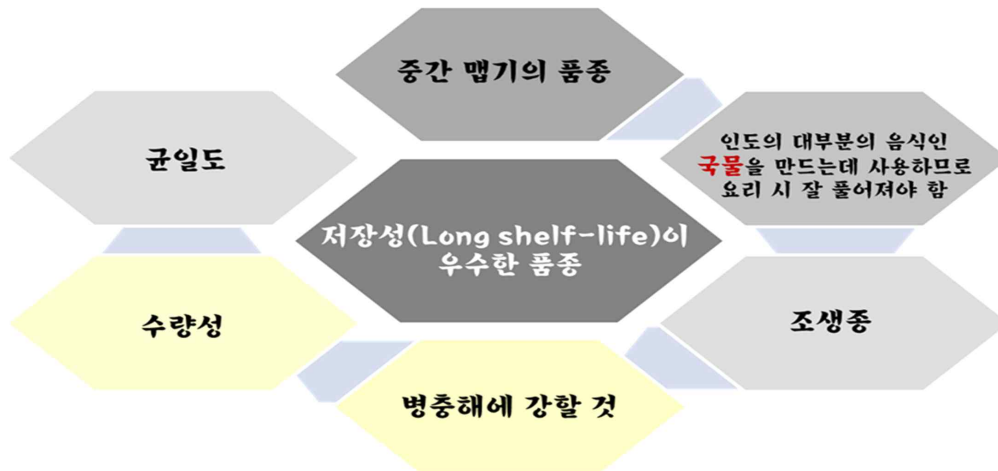 중간 맵기의 품종
인도의 대부분의 음식인
국물을 만드는데 사용하므로
요리 시 잘 풀어져야 함
균일도
저장성(Long shelf-life)이
우수한 품종
수량성
조생종
병충해에 강할 것